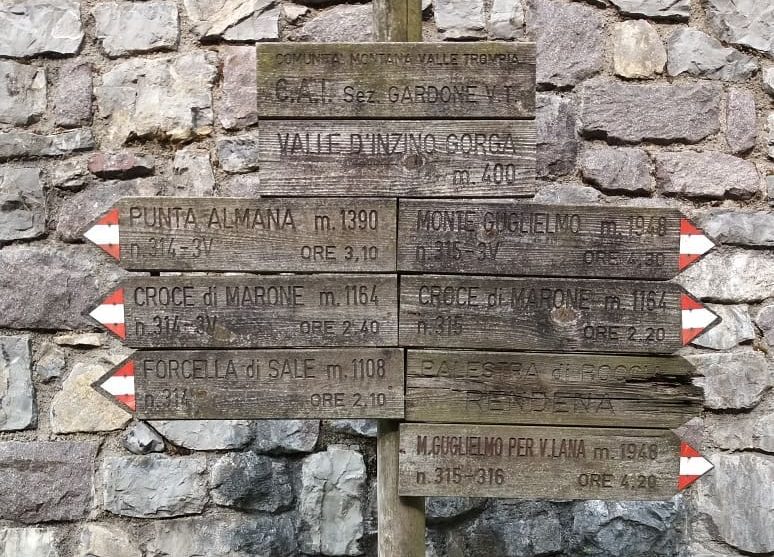 COMUNITA' MONTANA VALLE TROMPIA
C.A.I. Sez. GARDONE V.T.
VALLE D'INZINO GORGA
m. 400
PUNTA ALMANA m. 1390
n. 314-3V ORE 3,10
CROCE di MARONE m. 1164
n. 314-3V ORE 2.40
FORCELLA di SALE m. 1108
n. 314 ORE 2,10
MONTE GUGLIELMO m. 1948
n. 315-3V ORE 4,30
CROCE di MARONE m. 1164
n. 315 ORE 2.20
PALESTRA di ROCCIA
RENDENA
M. GUGLIELMO PER V. LANA m. 1948
n. 315-316 ORE 4,20